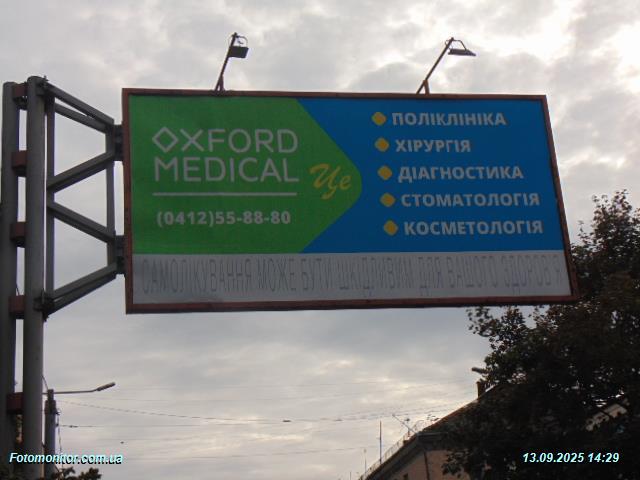 OXFORD
MEDICAL
Це
(0412)55-88-80
ПОЛІКЛІНІКА
ХІРУРГІЯ
ДІАГНОСТИКА
СТОМАТОЛОГІЯ
КОСМЕТОЛОГІЯ
САМОЛІКУВАННЯ МОЖЕ БУТИ ШКІДЛИВИМ ДЛЯ ВАШОГО ЗДОРОВ'Я
Fotomonitor.com.ua
13.09.2025 14:29